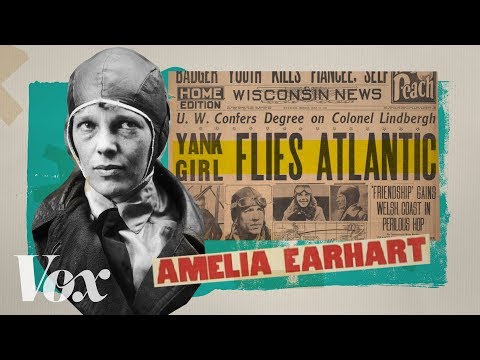 BADGER YOUTH KILLS FIANCEE, SELF
HOME
EDITION
WISCONSIN NEWS
Peach
U. W. Confers Degree on Colonel Lindbergh
YANK
GIRL
FLIES ATLANTIC
'FRIENDSHIP' GAINS
WELSH COAST IN
PERILOUS HOP
AMELIA EARHART
Vox